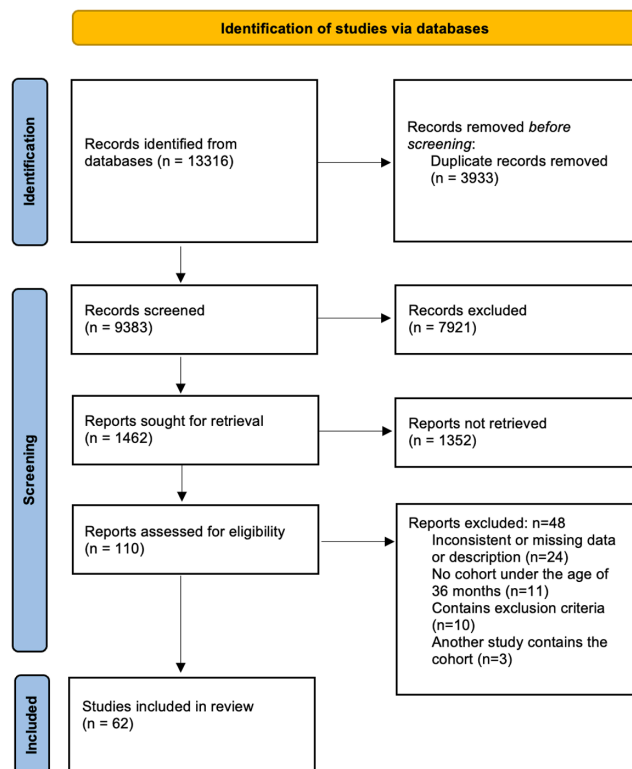 Identification of studies via databases
Identification
Records identified from
databases (n = 13316)
Records removed before
screening:
Duplicate records removed
(n = 3933)
Screening
Records screened
(n = 9383)
Records excluded
(n = 7921)
Reports sought for retrieval
(n = 1462)
Reports not retrieved
(n = 1352)
Reports assessed for eligibility
(n = 110)
Reports excluded: n=48
Inconsistent or missing data
or description (n=24)
No cohort under the age of
36 months (n=11)
Contains exclusion criteria
(n=10)
Another study contains the
cohort (n=3)
Included
Studies included in review
(n = 62)